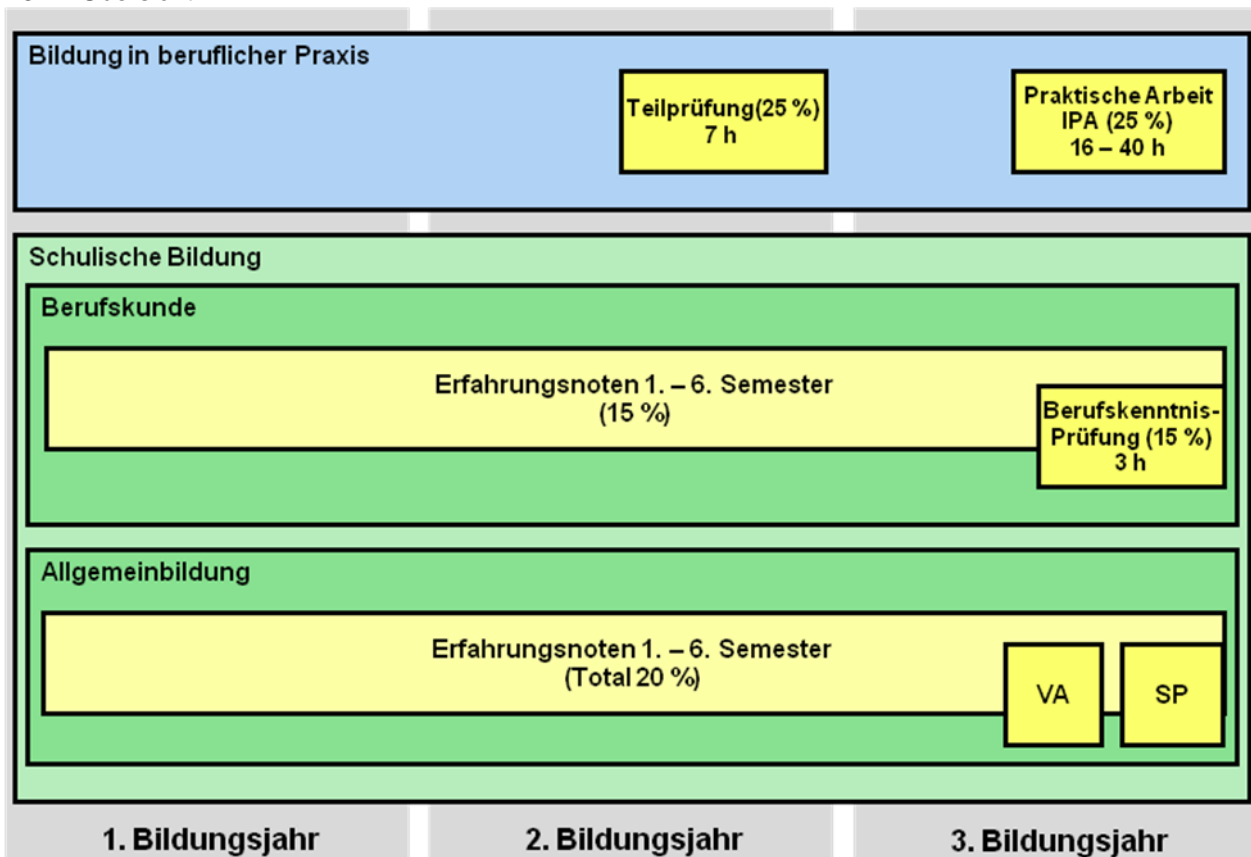 Bildung in beruflicher Praxis
Teilprüfung(25 %)
7 h
Praktische Arbeit
IPA (25 %)
16 – 40 h
Schulische Bildung
Berufskunde
Erfahrungsnoten 1. – 6. Semester
(15 %)
Berufskenntnis-
Prüfung (15 %)
3 h
Allgemeinbildung
Erfahrungsnoten 1. – 6. Semester
(Total 20 %)
VA
SP
1. Bildungsjahr
2. Bildungsjahr
3. Bildungsjahr